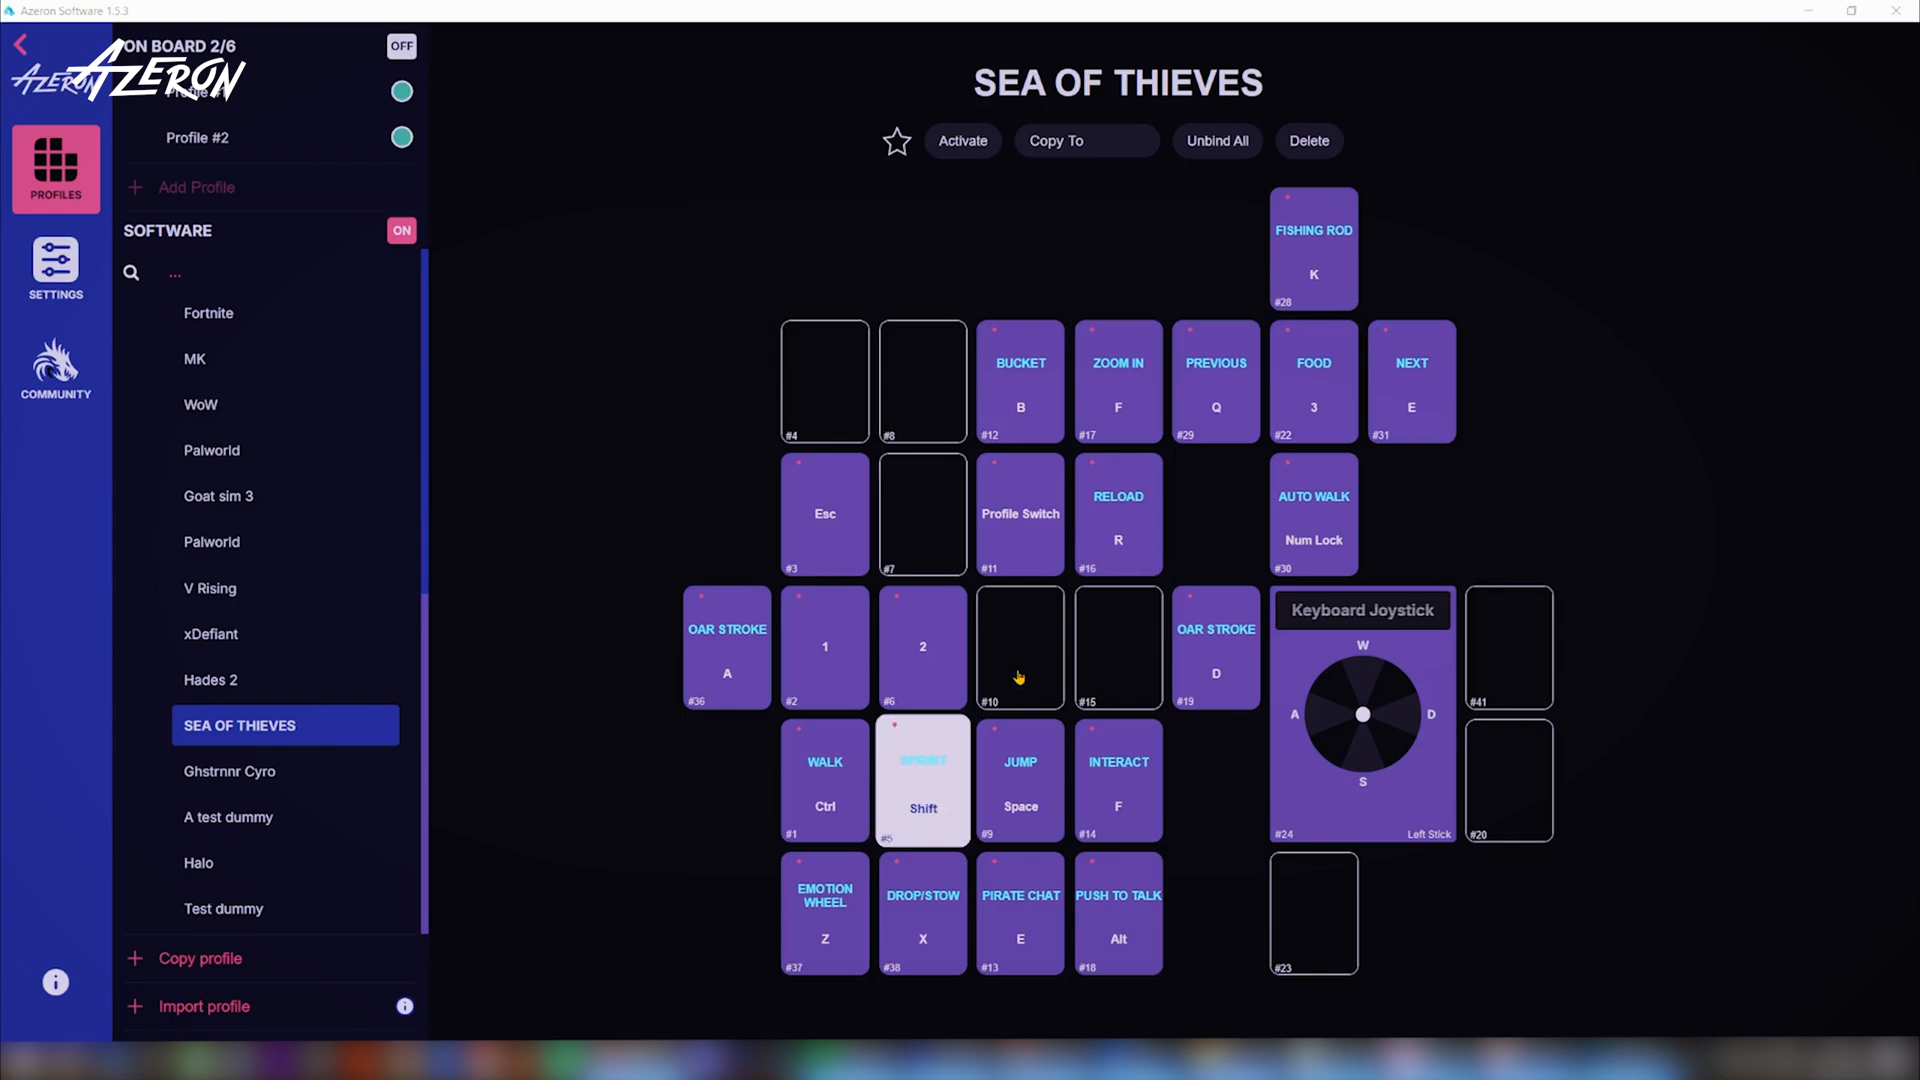 Azeron Software 1.5.3
ON BOARD 2/6
OFF
AZERON
AZERON
Profile #1
PROFILES
Profile #2
Add Profile
SOFTWARE
ON
...
SETTINGS
Fortnite
MK
COMMUNITY
WoW
Palworld
Goat sim 3
Palworld
V Rising
xDefiant
Hades 2
SEA OF THIEVES
Ghstrnnr Cyro
A test dummy
Halo
Test dummy
Copy profile
Import profile
SEA OF THIEVES
Activate
Copy To
Unbind All
Delete
FISHING ROD
K
#28
#4
#8
BUCKET
B
#12
ZOOM IN
F
#17
PREVIOUS
Q
#29
FOOD
3
#22
NEXT
E
#31
Esc
#3
#7
Profile Switch
#11
RELOAD
R
#16
AUTO WALK
Num Lock
#30
OAR STROKE
A
#36
1
#2
2
#6
#10
#15
OAR STROKE
D
#19
Keyboard Joystick
W
A
D
S
#24
Left Stick
#41
WALK
Ctrl
#1
SPRINT
Shift
#5
JUMP
Space
#9
INTERACT
F
#14
#20
EMOTION
WHEEL
Z
#37
DROP/STOW
X
#38
PIRATE CHAT
E
#13
PUSH TO TALK
Alt
#18
#23